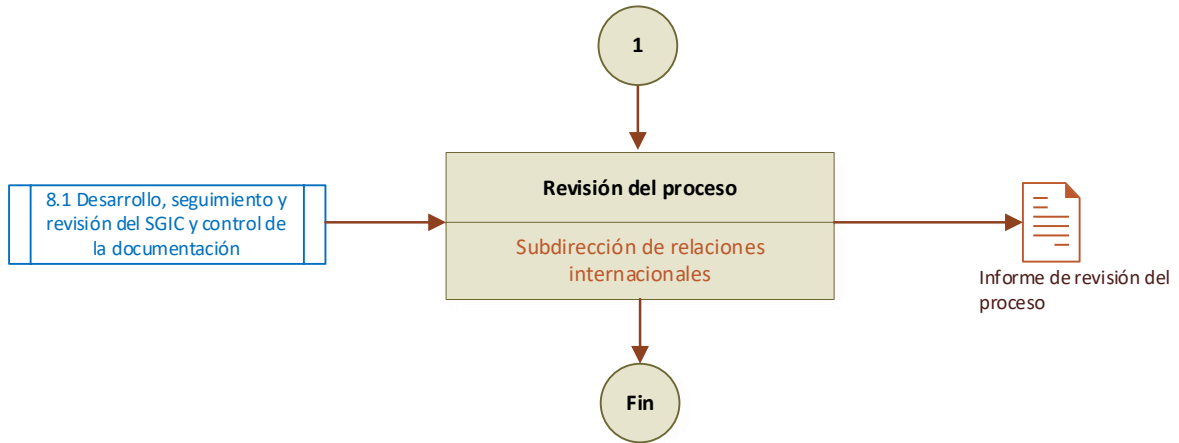 1
8.1 Desarrollo, seguimiento y
revisión del SGIC y control de
la documentación
Revisión del proceso
Subdirección de relaciones
internacionales
Informe de revisión del
proceso
Fin